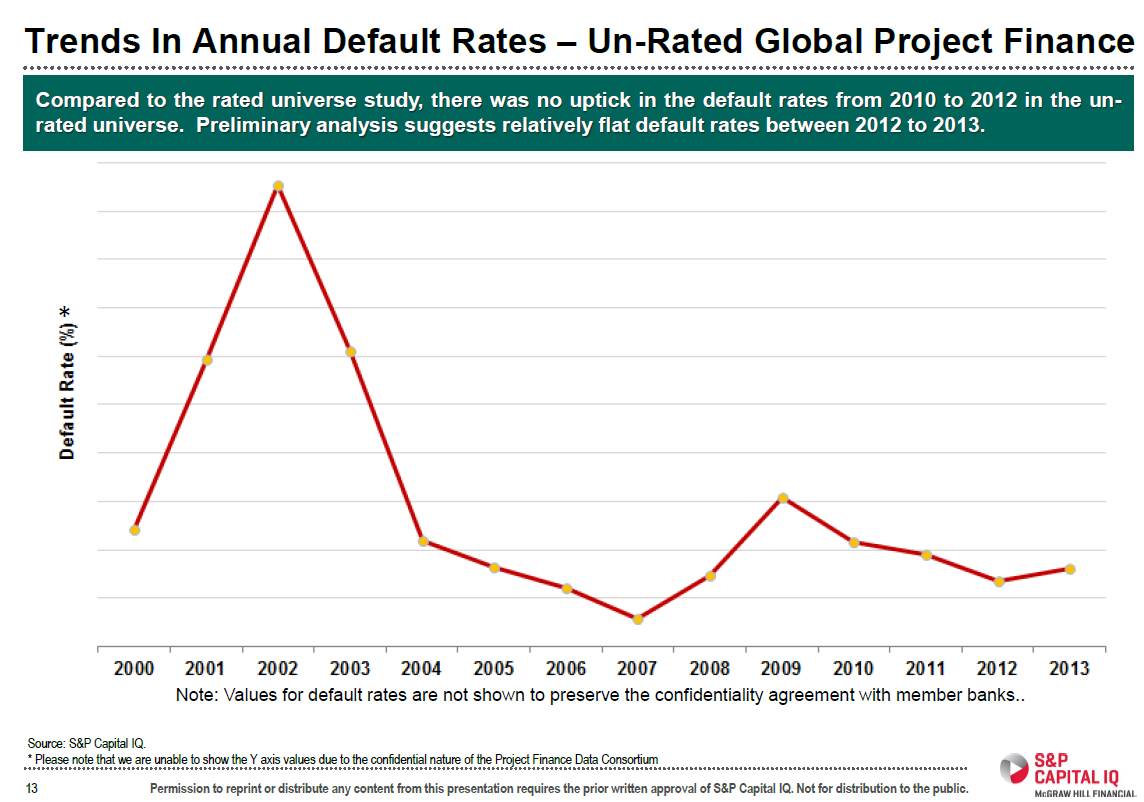 Trends In Annual Default Rates – Un-Rated Global Project Finance
Compared to the rated universe study, there was no uptick in the default rates from 2010 to 2012 in the un-
rated universe.  Preliminary analysis suggests relatively flat default rates between 2012 to 2013.
Default Rate (%) *
2000 2001 2002 2003 2004 2005 2006 2007 2008 2009 2010 2011 2012 2013
Note: Values for default rates are not shown to preserve the confidentiality agreement with member banks..
Source: S&P Capital IQ.
* Please note that we are unable to show the Y axis values due to the confidential nature of the Project Finance Data Consortium
13
Permission to reprint or distribute any content from this presentation requires the prior written approval of S&P Capital IQ. Not for distribution to the public.
S&P
CAPITAL IQ
McGRAW HILL FINANCIAL